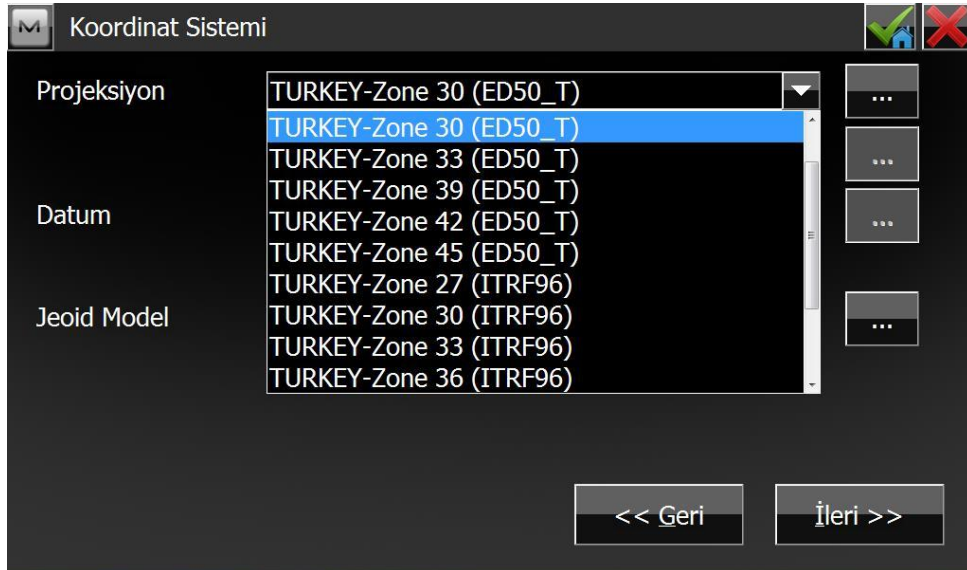 Koordinat Sistemi
Projeksiyon
TURKEY-Zone 30 (ED50_T)
...
TURKEY-Zone 30 (ED50_T)
TURKEY-Zone 33 (ED50_T)
...
TURKEY-Zone 39 (ED50_T)
Datum
TURKEY-Zone 42 (ED50_T)
...
TURKEY-Zone 45 (ED50_T)
TURKEY-Zone 27 (ITRF96)
Jeoid Model
TURKEY-Zone 30 (ITRF96)
...
TURKEY-Zone 33 (ITRF96)
TURKEY-Zone 36 (ITRF96)
<< Geri
İleri >>